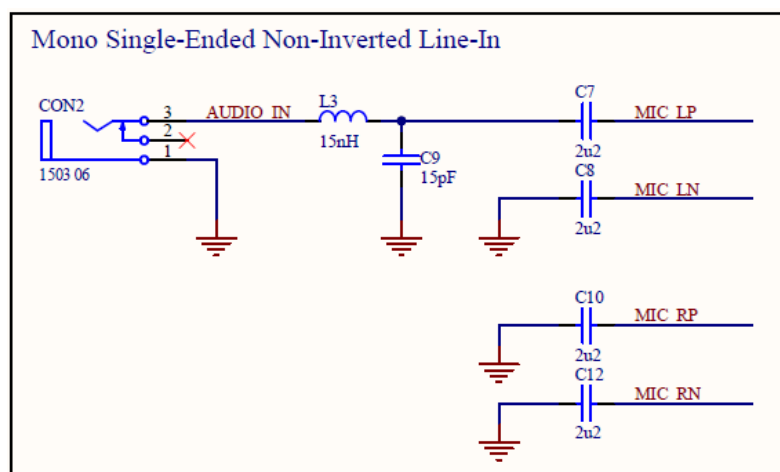 Mono Single-Ended Non-Inverted Line-In
CON2
3
AUDIO_IN
L3
15nH
2
1
1503 06
C9
15pF
C7
MIC_LP
2u2
C8
MIC_LN
2u2
C10
MIC_RP
2u2
C12
MIC_RN
2u2